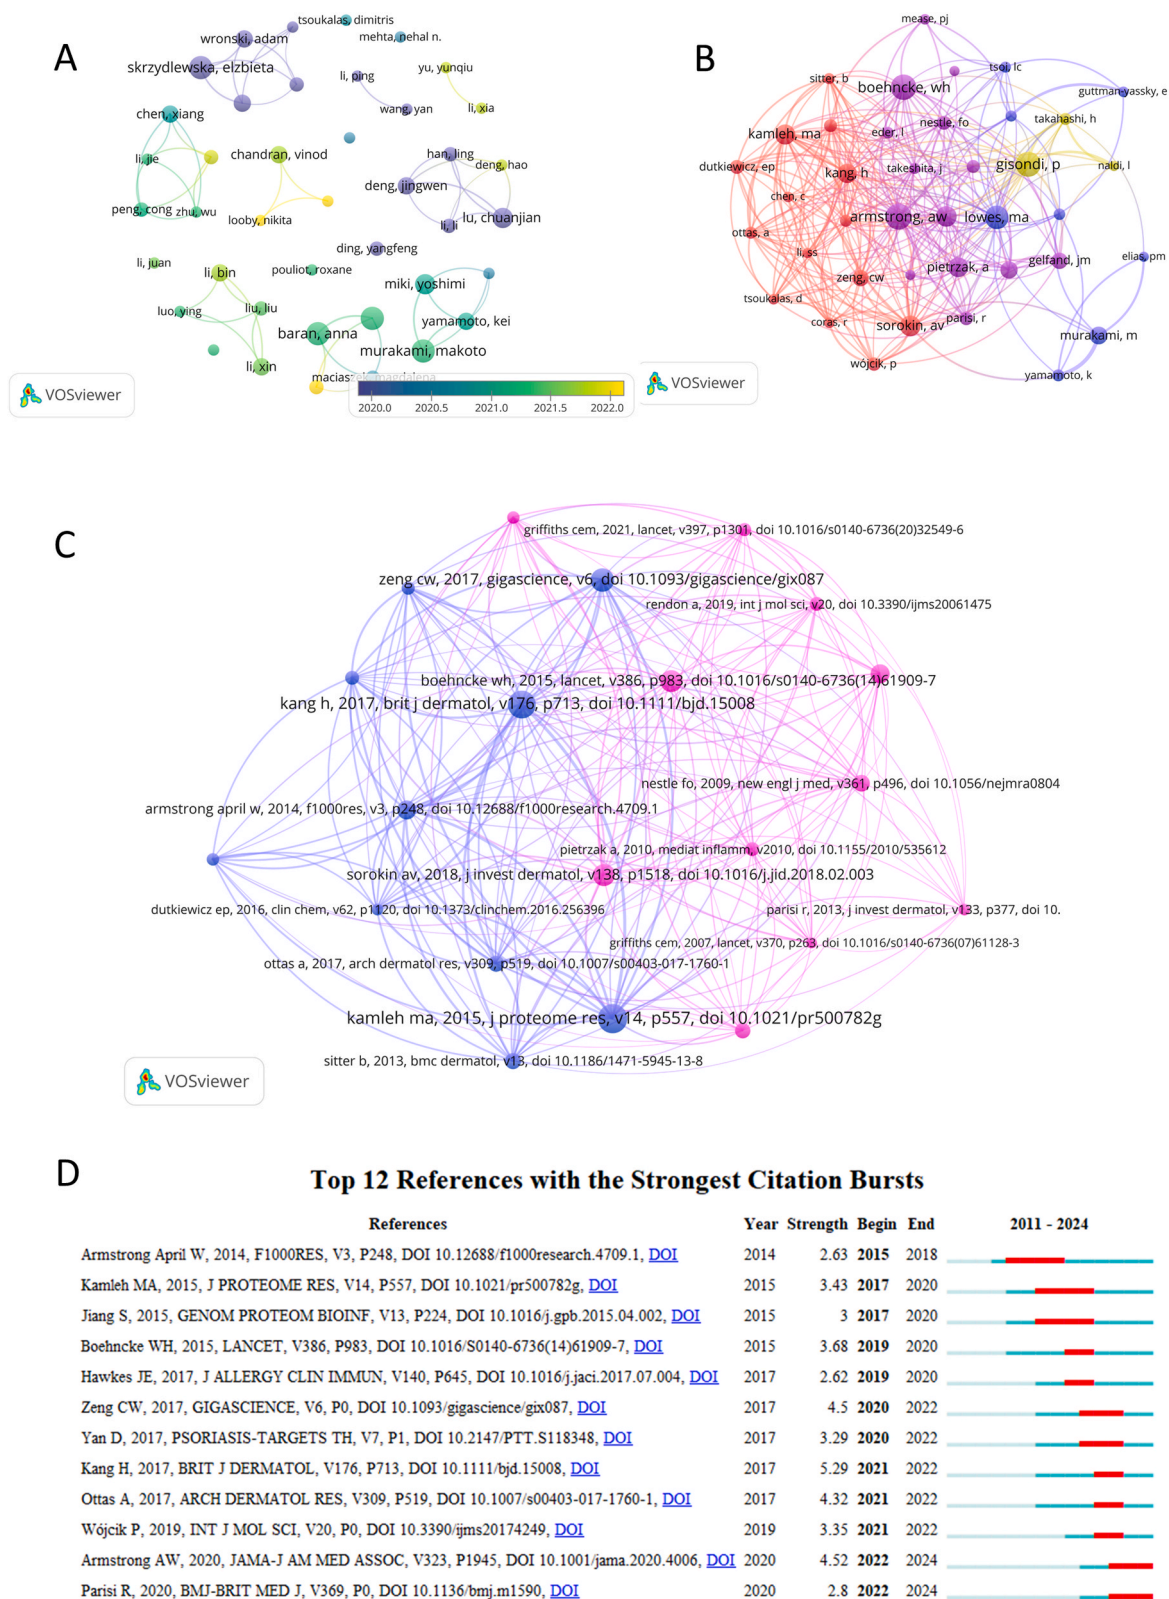 A
tsoukalas, dimitris
wronski, adam
mehta, nehal n.
skrzydlewska, elzbieta
li, ping
yu, yunqiu
chen, xiang
wang, yan
li, xia
li, jie
chandran, vinod
han, ling
deng, hao
deng, jingwen
peng, cong
zhu, wu
looby, nikita
li, li
lu, chuanjian
ding, yangfeng
li, juan
li, bin
pouliot, roxane
miki, yoshimi
luo, ying
liu, liu
baran, anna
yamamoto, kei
murakami, makoto
li, xin
maciaszek, magdalena
VOSviewer
2020.0 2020.5 2021.0 2021.5 2022.0
B
mease, pj
tsoi, lc
sitter, b
boehncke, wh
guttman-yassky, e
kamleh, ma
eder, l
nestle, fo
takahashi, h
dutkiewicz, ep
kang, h
takeshita, j
gisondi, p
naldi, l
chen, c
armstrong, aw
lowes, ma
ottas, a
li, ss
zeng, cw
pietrzak, a
gelfand, jm
elias, pm
tsoukalas, d
coras, r
sorokin, av
parisi, r
murakami, m
wójcik, p
yamamoto, k
VOSviewer
C
griffiths cem, 2021, lancet, v397, p1301, doi 10.1016/s0140-6736(20)32549-6
zeng cw, 2017, gigascience, v6, doi 10.1093/gigascience/gix087
rendon a, 2019, int j mol sci, v20, doi 10.3390/ijms20061475
boehncke wh, 2015, lancet, v386, p983, doi 10.1016/s0140-6736(14)61909-7
kang h, 2017, brit j dermatol, v176, p713, doi 10.1111/bjd.15008
nestle fo, 2009, new engl j med, v361, p496, doi 10.1056/nejmra0804
armstrong april w, 2014, f1000res, v3, p248, doi 10.12688/f1000research.4709.1
pietrzak a, 2010, mediat inflamm, v2010, doi 10.1155/2010/535612
sorokin av, 2018, j invest dermatol, v138, p1518, doi 10.1016/j.jid.2018.02.003
dutkiewicz ep, 2016, clin chem, v62, p1120, doi 10.1373/clinchem.2016.256396
parisi r, 2013, j invest dermatol, v133, p377, doi 10.
griffiths cem, 2007, lancet, v370, p263, doi 10.1016/s0140-6736(07)61128-3
ottas a, 2017, arch dermatol res, v309, p519, doi 10.1007/s00403-017-1760-1
kamleh ma, 2015, j proteome res, v14, p557, doi 10.1021/pr500782g
sitter b, 2013, bmc dermatol, v13, doi 10.1186/1471-5945-13-8
VOSviewer
D
Top 12 References with the Strongest Citation Bursts
References Year Strength Begin End 2011 - 2024
Armstrong April W, 2014, F1000RES, V3, P248, DOI 10.12688/f1000research.4709.1, DOI 2014 2.63 2015 2018
Kamleh MA, 2015, J PROTEOME RES, V14, P557, DOI 10.1021/pr500782g, DOI 2015 3.43 2017 2020
Jiang S, 2015, GENOM PROTEOM BIOINF, V13, P224, DOI 10.1016/j.gpb.2015.04.002, DOI 2015 3 2017 2020
Boehncke WH, 2015, LANCET, V386, P983, DOI 10.1016/S0140-6736(14)61909-7, DOI 2015 3.68 2019 2020
Hawkes JE, 2017, J ALLERGY CLIN IMMUN, V140, P645, DOI 10.1016/j.jaci.2017.07.004, DOI 2017 2.62 2019 2020
Zeng CW, 2017, GIGASCIENCE, V6, P0, DOI 10.1093/gigascience/gix087, DOI 2017 4.5 2020 2022
Yan D, 2017, PSORIASIS-TARGETS TH, V7, P1, DOI 10.2147/PTT.S118348, DOI 2017 3.29 2020 2022
Kang H, 2017, BRIT J DERMATOL, V176, P713, DOI 10.1111/bjd.15008, DOI 2017 5.29 2021 2022
Ottas A, 2017, ARCH DERMATOL RES, V309, P519, DOI 10.1007/s00403-017-1760-1, DOI 2017 4.32 2021 2022
Wójcik P, 2019, INT J MOL SCI, V20, P0, DOI 10.3390/ijms20174249, DOI 2019 3.35 2021 2022
Armstrong AW, 2020, JAMA-J AM MED ASSOC, V323, P1945, DOI 10.1001/jama.2020.4006, DOI 2020 4.52 2022 2024
Parisi R, 2020, BMJ-BRIT MED J, V369, P0, DOI 10.1136/bmj.m1590, DOI 2020 2.8 2022 2024